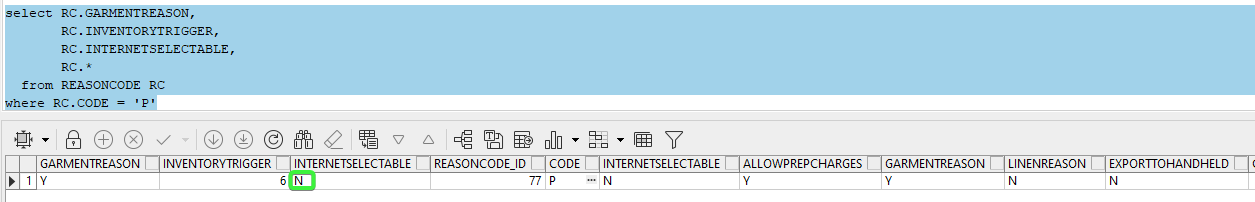 select RC.GARMENTREASON,
RC.INVENTORYTRIGGER,
RC.INTERNETSELECTABLE,
RC.*
from REASONCODE RC
where RC.CODE = 'P'
GARMENTREASON INVENTORYTRIGGER INTERNETSELECTABLE REASONCODE_ID CODE INTERNETSELECTABLE ALLOWPREPCHARGES GARMENTREASON LINENREASON EXPORTTOHANDHELD
1 Y 6 N 77 P ... N Y Y N N